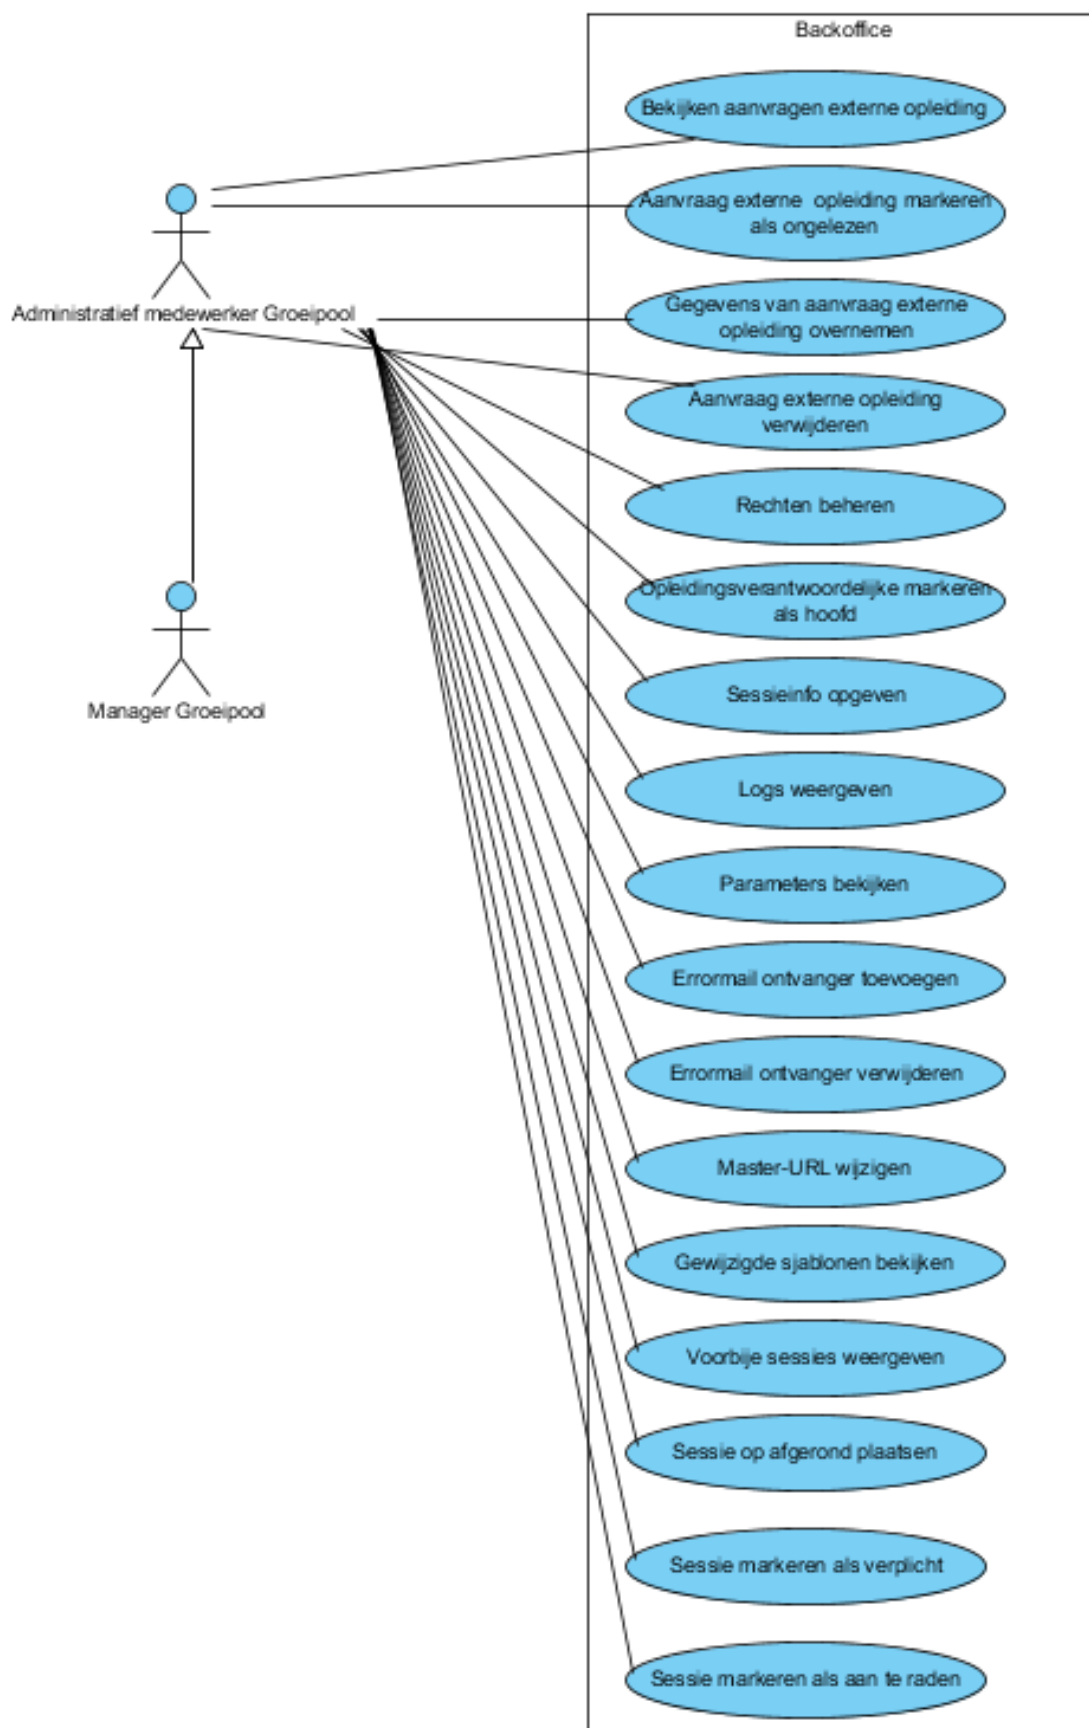 Backoffice
Bekijken aanvragen externe opleiding
Aanvraag externe opleiding markeren
als ongelezen
Administratief medewerker Groeipool
Gegevens van aanvraag externe
opleiding overnemen
Aanvraag externe opleiding
verwijderen
Rechten beheren
Opleidingsverantwoordelijke markeren
als hoofd
Sessieinfo opgeven
Manager Groeipool
Logs weergeven
Parameters bekijken
Errormail ontvanger toevoegen
Errormail ontvanger verwijderen
Master-URL wijzigen
Gewijzigde sjablonen bekijken
Voorbije sessies weergeven
Sessie op afgerond plaatsen
Sessie markeren als verplicht
Sessie markeren als aan te raden